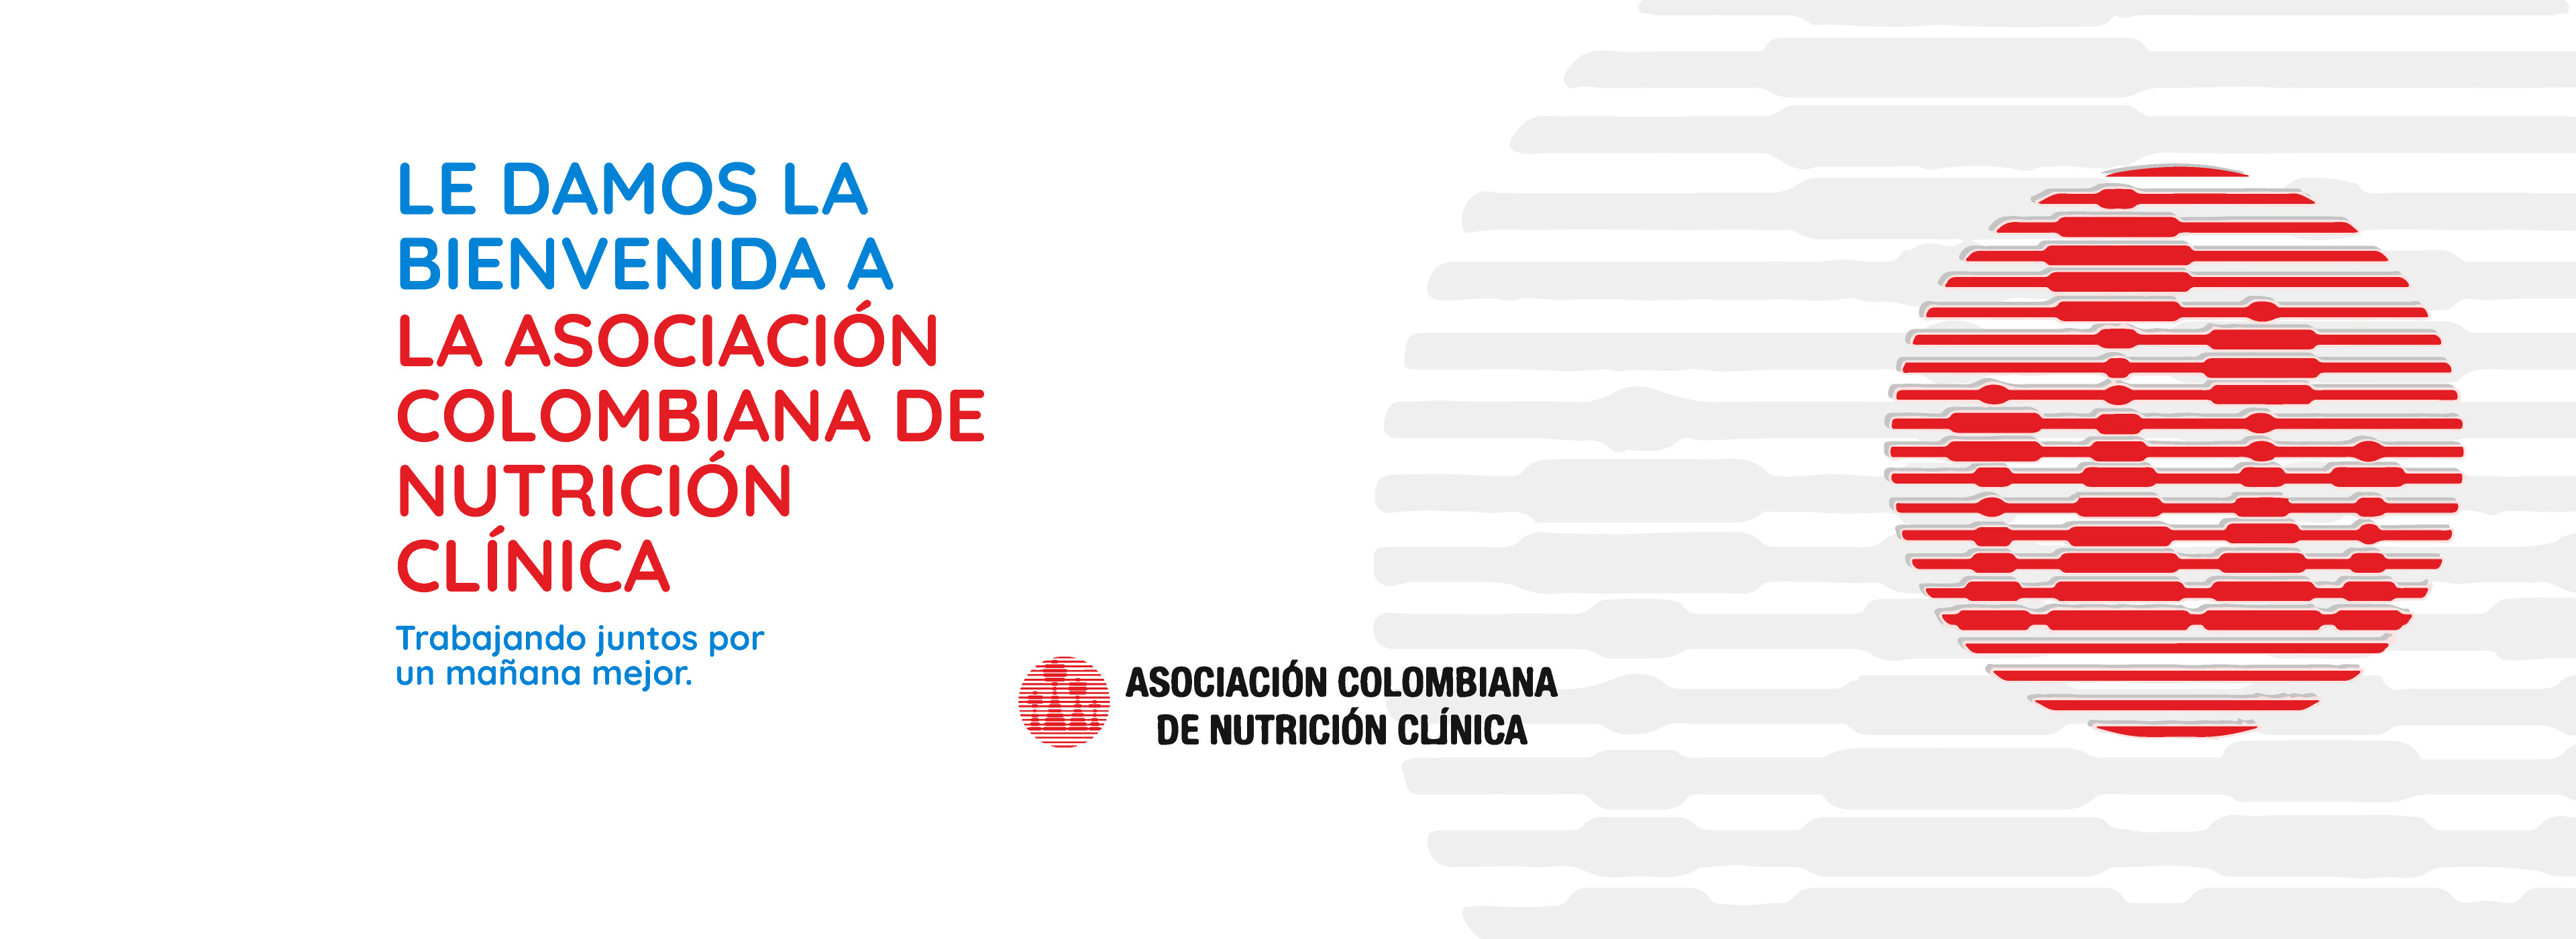 LE DAMOS LA
BIENVENIDA A
LA ASOCIACIÓN
COLOMBIANA DE
NUTRICIÓN
CLÍNICA
Trabajando juntos por
un mañana mejor.
ASOCIACIÓN COLOMBIANA
DE NUTRICIÓN CLÍNICA